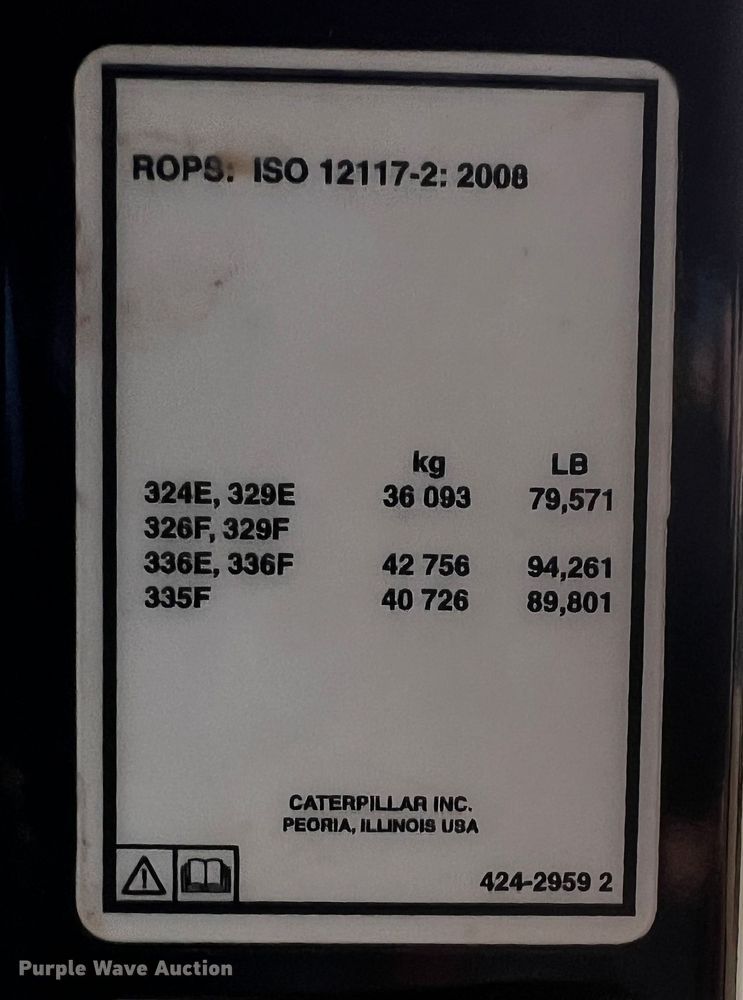 ROPS: ISO 12117-2: 2008
kg LB
324E, 329E 36 093 79,571
326F, 329F
336E, 336F 42 756 94,261
335F 40 726 89,801
CATERPILLAR INC.
PEORIA, ILLINOIS USA
424-2959 2
Purple Wave Auction